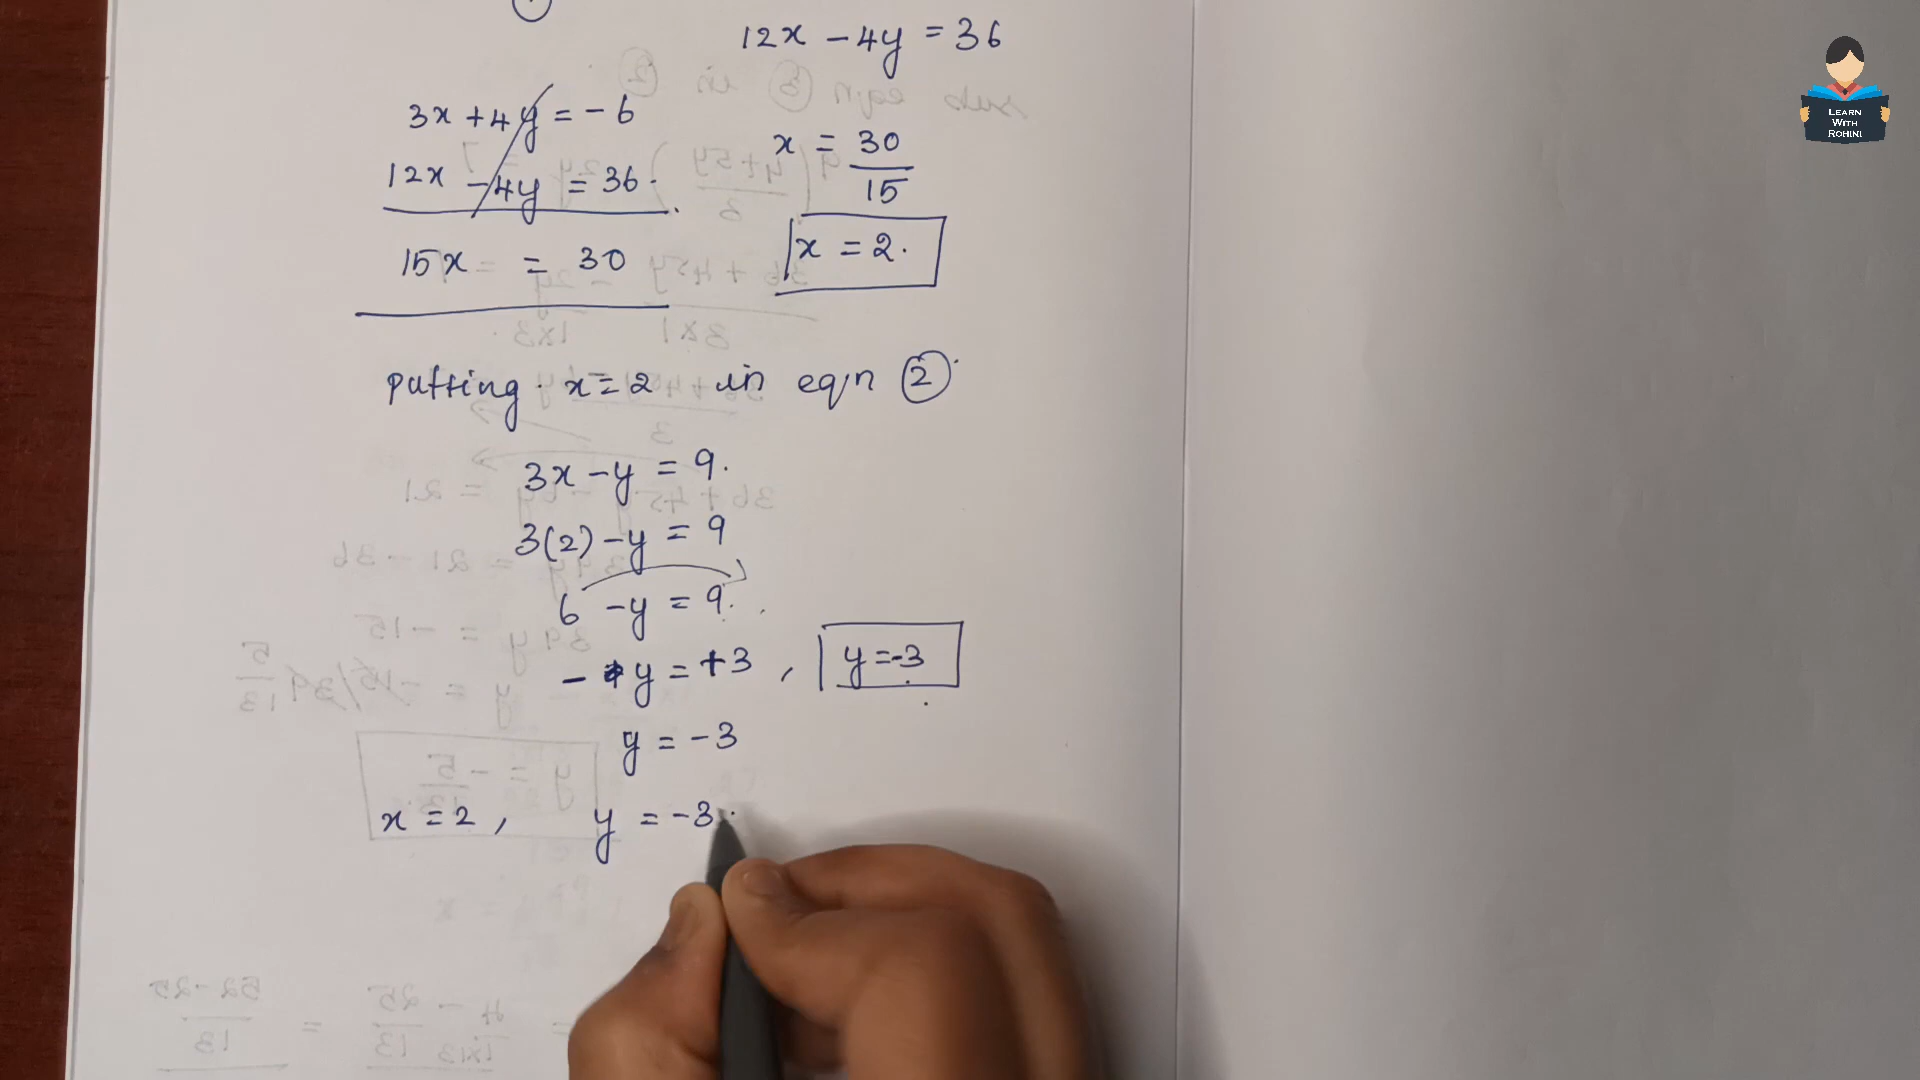 12x - 4y = 36
3x + 4y = - 6
12x - 4y = 36.
15x = 30
x = 30
15
x = 2.
putting x = 2 in eqn ②
3x - y = 9.
3(2) - y = 9
6 - y = 9.
- y = +3 , y = -3
y = -3
x = 2 , y = -3.
LEARN
WITH
ROHINI